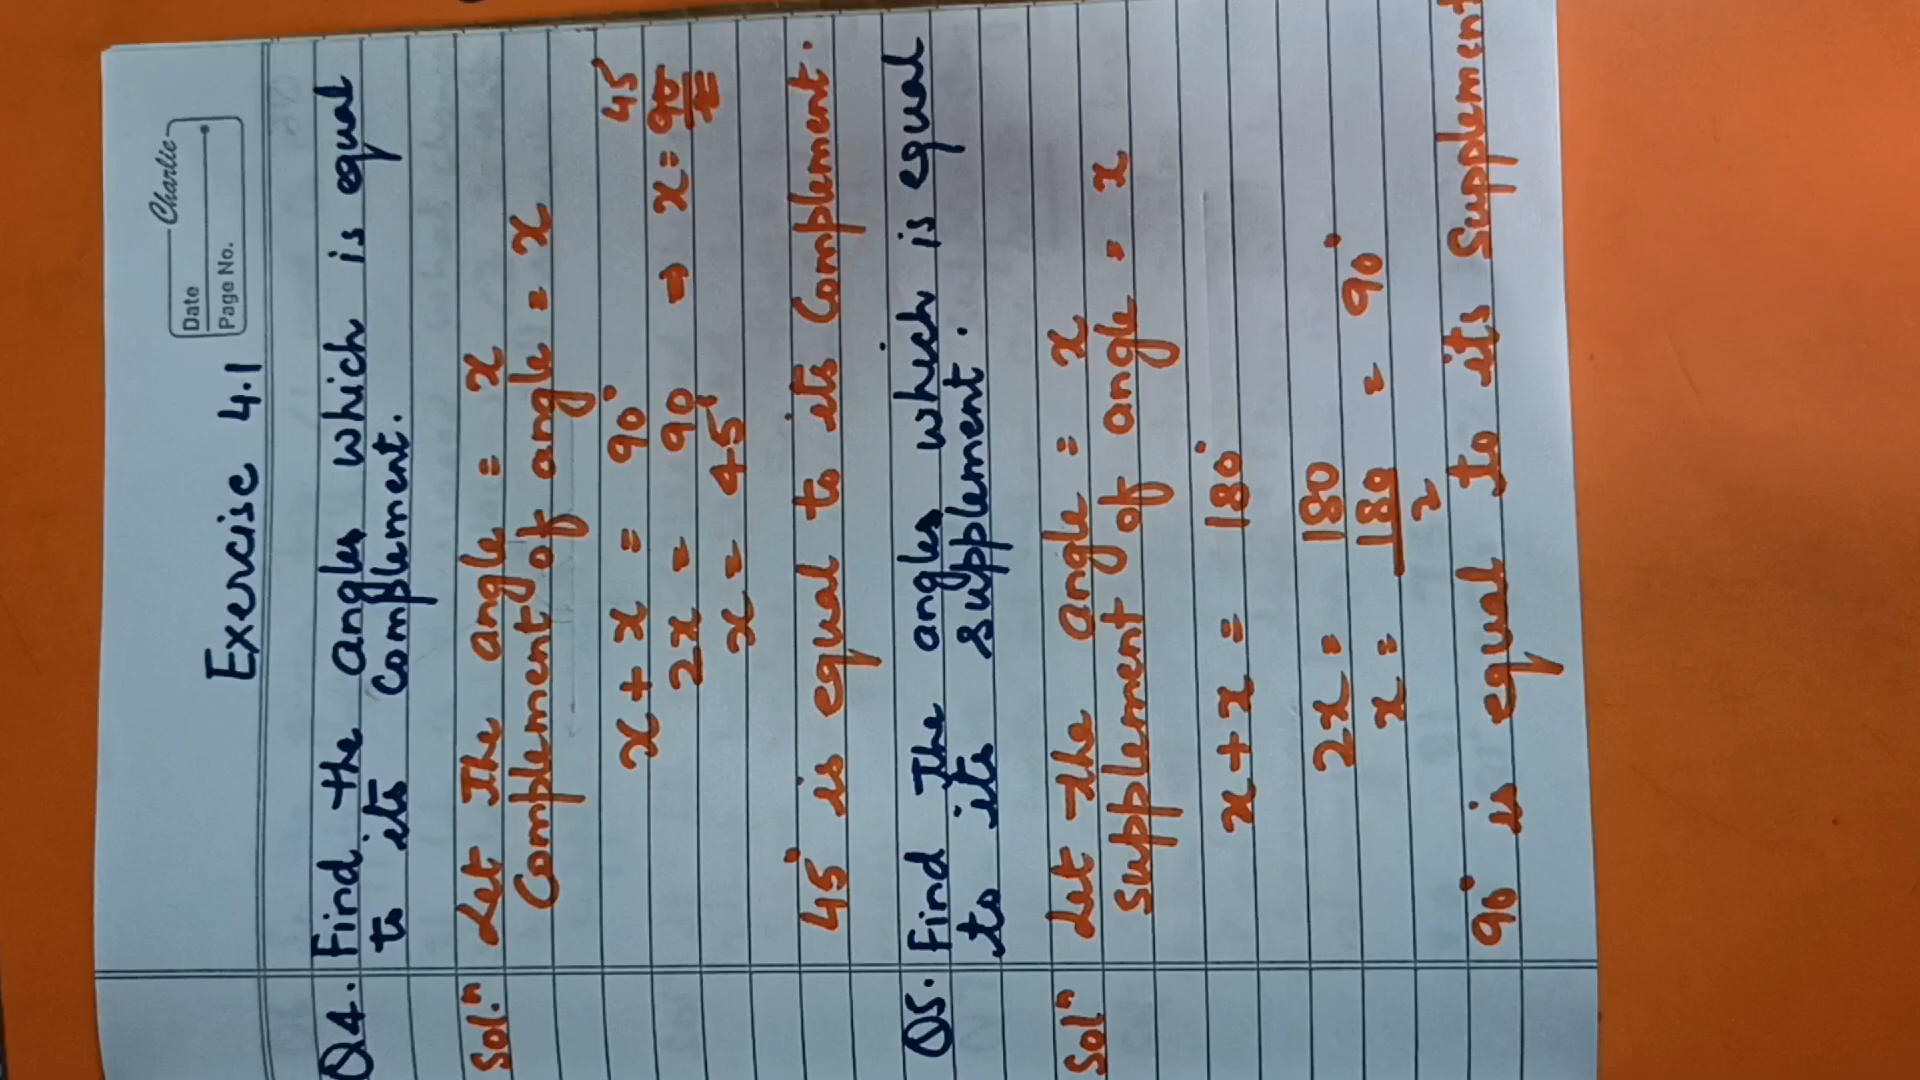 Charlie
Date
Page No.
Exercise 4.1
Q4. Find the angles which is equal
to its complement.
Sol.ⁿ Let The angle = x
Complement of angle = x
x + x = 90°
2x = 90 → x = 90 45°
x = 45°
45° is equal to its Complement.
Q5. Find The angles which is equal
to its supplement.
Solⁿ Let the angle = x
supplement of angle = x
x + x = 180°
2x = 180
x = 180/2 = 90°
90° is equal to its Supplement